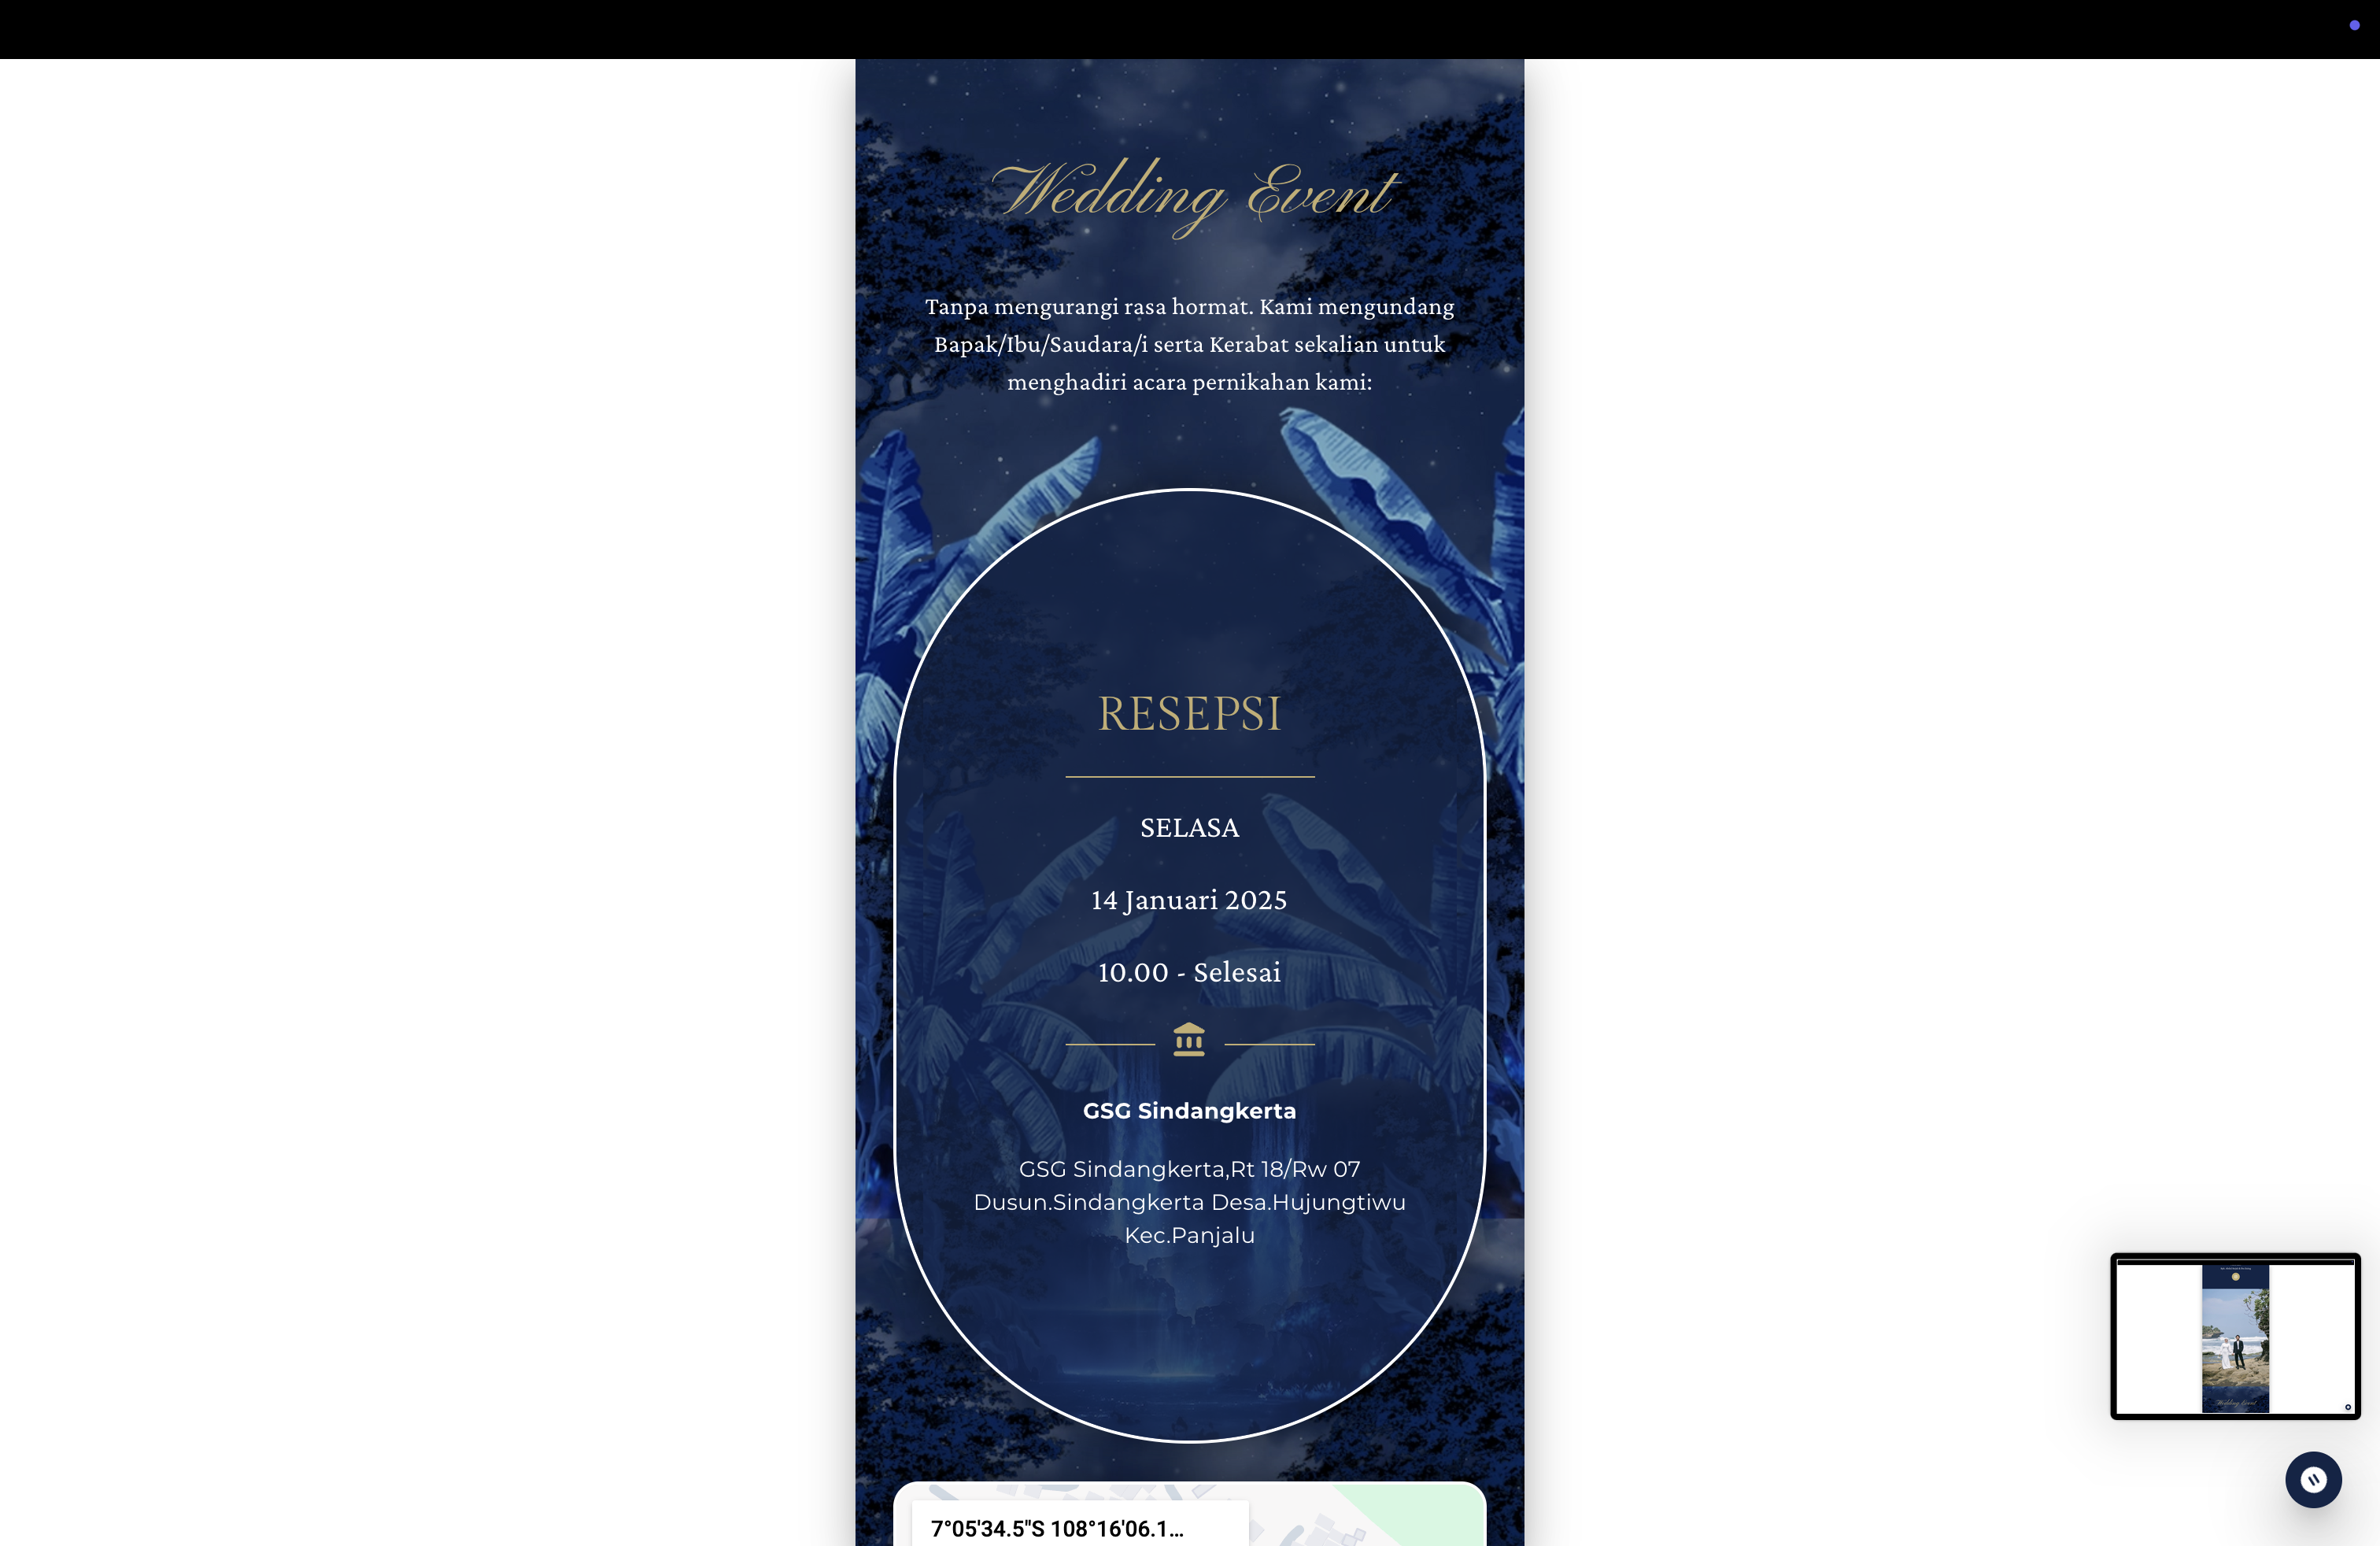 Wedding Event
Tanpa mengurangi rasa hormat. Kami mengundang
Bapak/Ibu/Saudara/i serta Kerabat sekalian untuk
menghadiri acara pernikahan kami:
RESEPSI
SELASA
14 Januari 2025
10.00 - Selesai
GSG Sindangkerta
GSG Sindangkerta,Rt 18/Rw 07
Dusun.Sindangkerta Desa.Hujungtiwu
Kec.Panjalu
7°05'34.5"S 108°16'06.1...
Wedding Event